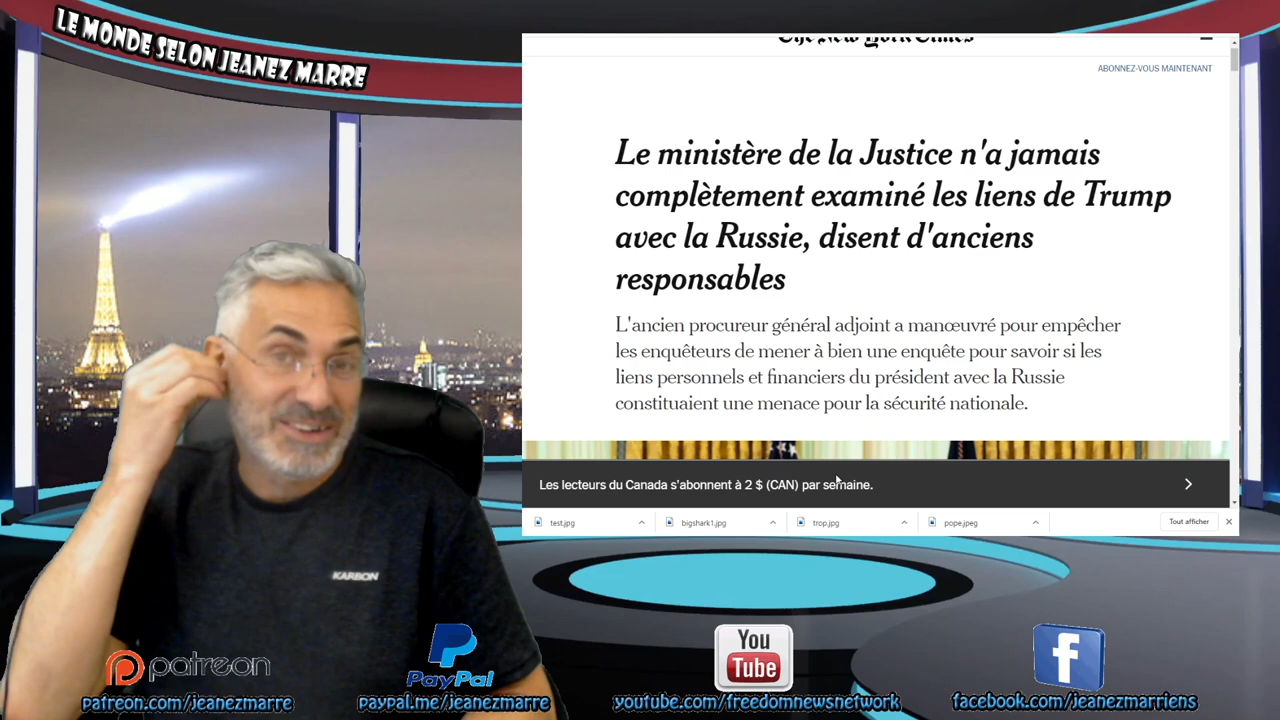 LE MONDE SELON JEANEZ MARRE
The New York Times
ABONNEZ-VOUS MAINTENANT
Le ministère de la Justice n'a jamais
complètement examiné les liens de Trump
avec la Russie, disent d'anciens
responsables
L'ancien procureur général adjoint a manœuvré pour empêcher
les enquêteurs de mener à bien une enquête pour savoir si les
liens personnels et financiers du président avec la Russie
constituaient une menace pour la sécurité nationale.
Les lecteurs du Canada s'abonnent à 2 $ (CAN) par semaine.
test.jpg
bigshark1.jpg
trop.jpg
pope.jpeg
Tout afficher
KARBON
patreon
PayPal
You
Tube
f
patreon.com/jeanezmarre
paypal.me/jeanezmarre
youtube.com/freedomnewsnetwork
facebook.com/jeanezmarriens